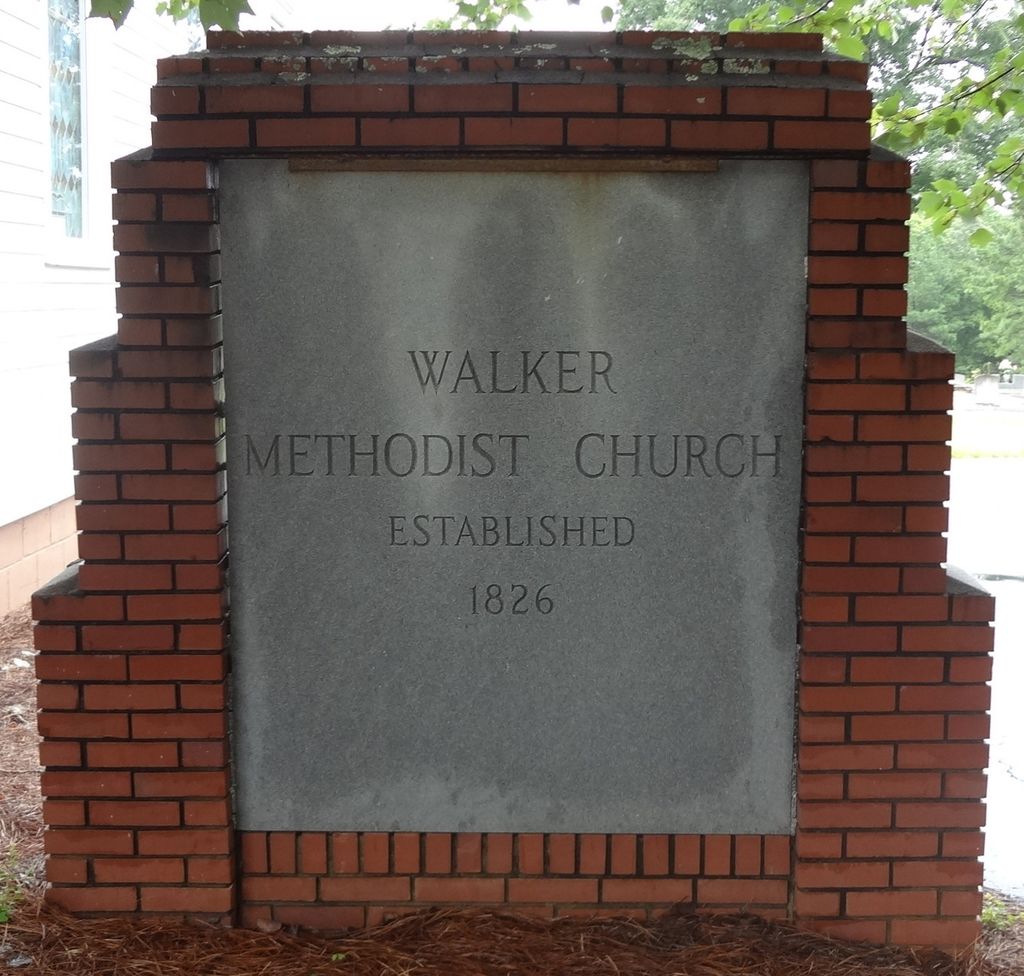 WALKER
METHODIST CHURCH
ESTABLISHED
1826